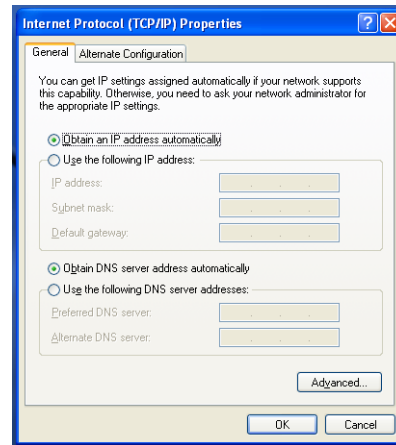 Internet Protocol (TCP/IP) Properties
General
Alternate Configuration
You can get IP settings assigned automatically if your network supports
this capability. Otherwise, you need to ask your network administrator for
the appropriate IP settings.
Obtain an IP address automatically
Use the following IP address:
IP address:
Subnet mask:
Default gateway:
Obtain DNS server address automatically
Use the following DNS server addresses:
Preferred DNS server:
Alternate DNS server:
Advanced...
OK
Cancel